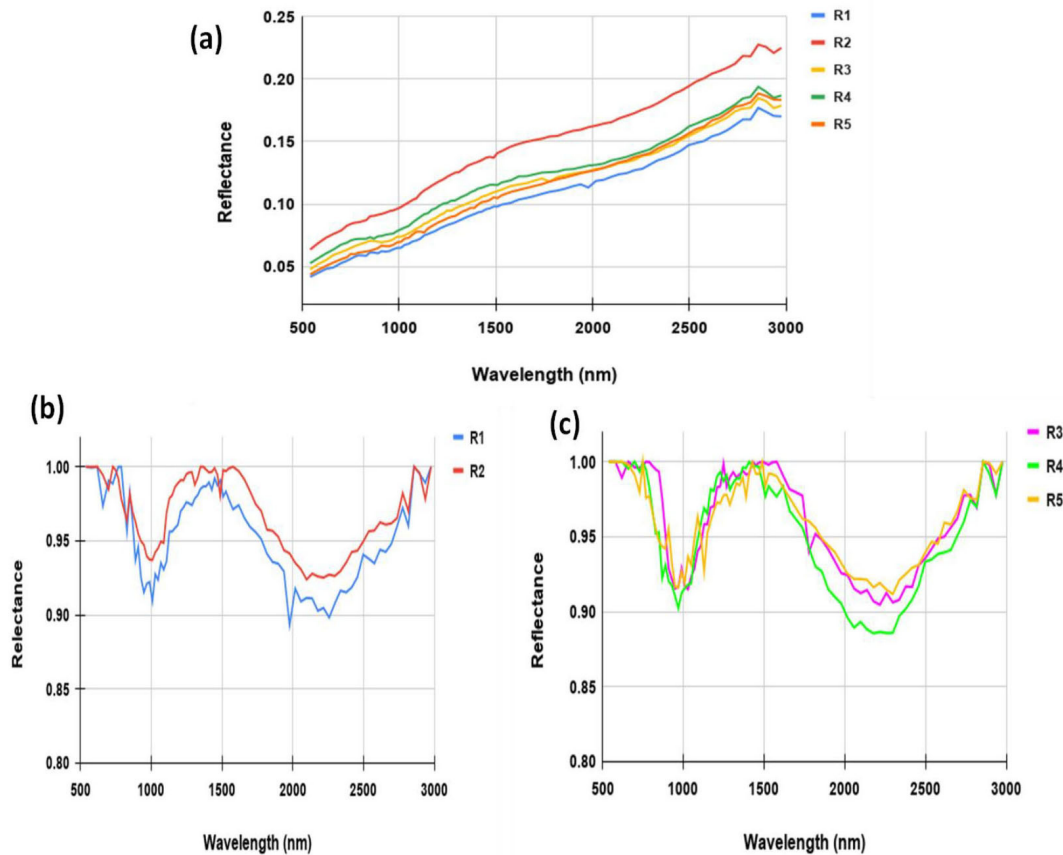 (a)
0.25
0.20
0.15
0.10
0.05
Reflectance
500 1000 1500 2000 2500 3000
Wavelength (nm)
R1
R2
R3
R4
R5
(b)
1.00
0.95
0.90
0.85
0.80
Relectance
500 1000 1500 2000 2500 3000
Wavelength (nm)
R1
R2
(c)
1.00
0.95
0.90
0.85
0.80
Reflectance
500 1000 1500 2000 2500 3000
Wavelength (nm)
R3
R4
R5